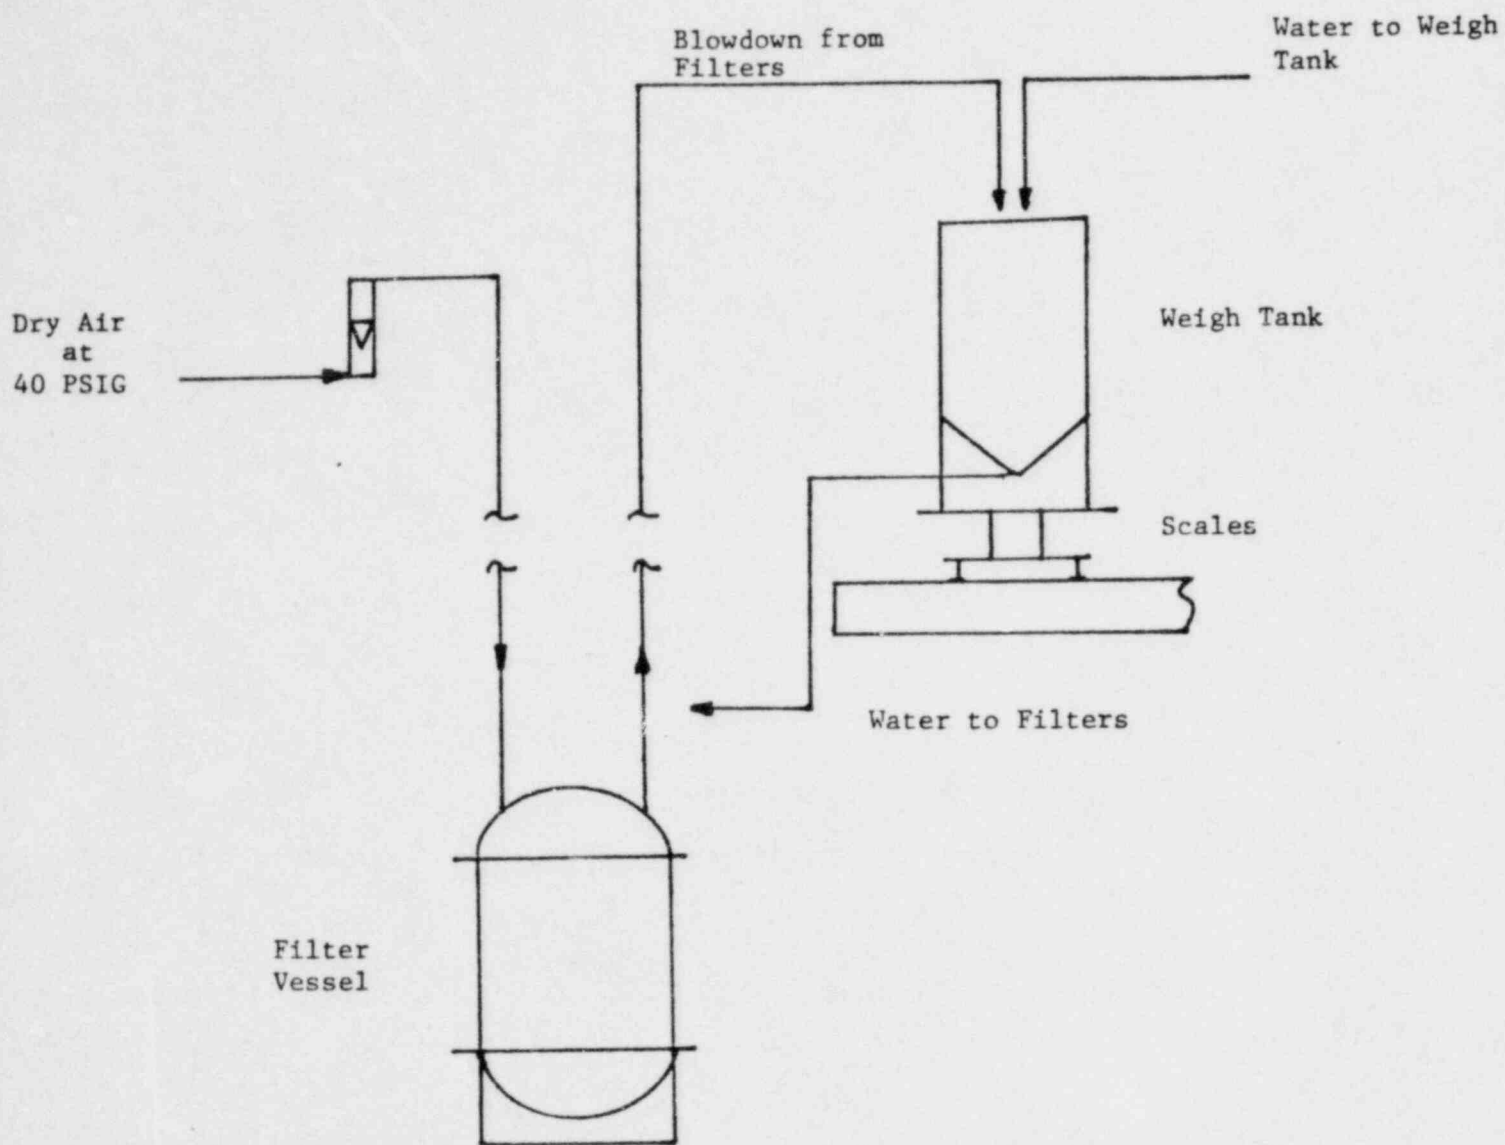 Blowdown from
Filters
Water to Weigh
Tank
Dry Air
at
40 PSIG
Weigh Tank
Scales
Water to Filters
Filter
Vessel